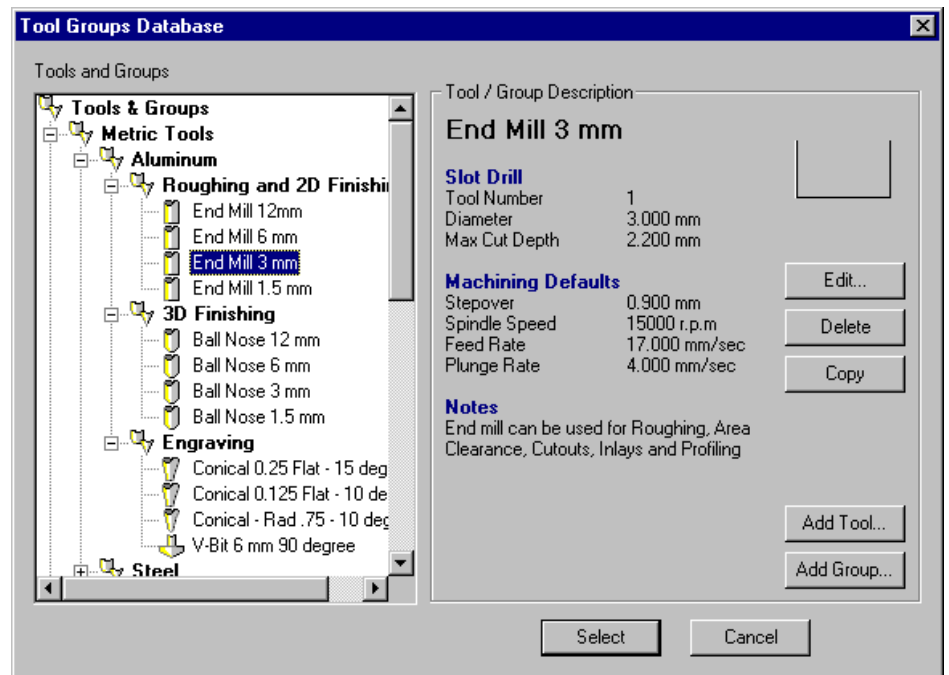 Tool Groups Database
Tools and Groups
Tools & Groups
Metric Tools
Aluminum
Roughing and 2D Finishi
End Mill 12mm
End Mill 6 mm
End Mill 3 mm
End Mill 1.5 mm
3D Finishing
Ball Nose 12 mm
Ball Nose 6 mm
Ball Nose 3 mm
Ball Nose 1.5 mm
Engraving
Conical 0.25 Flat - 15 deg
Conical 0.125 Flat - 10 de
Conical - Rad .75 - 10 deg
V-Bit 6 mm 90 degree
Steel
Tool / Group Description
End Mill 3 mm
Slot Drill
Tool Number 1
Diameter 3.000 mm
Max Cut Depth 2.200 mm
Machining Defaults
Stepover 0.900 mm
Spindle Speed 15000 r.p.m
Feed Rate 17.000 mm/sec
Plunge Rate 4.000 mm/sec
Notes
End mill can be used for Roughing, Area
Clearance, Cutouts, Inlays and Profiling
Edit...
Delete
Copy
Add Tool...
Add Group...
Select
Cancel